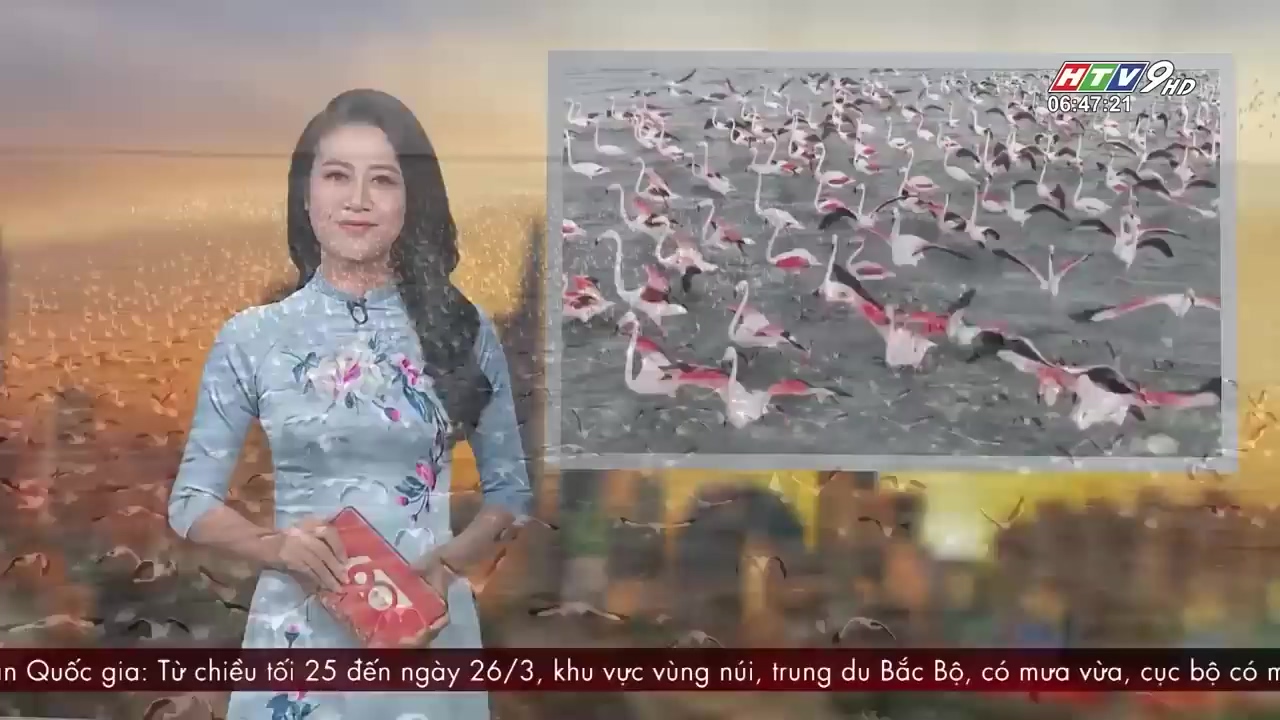 HTV9HD
06:47:21
Quốc gia: Từ chiều tối 25 đến ngày 26/3, khu vực vùng núi, trung du Bắc Bộ, có mưa vừa, cục bộ có